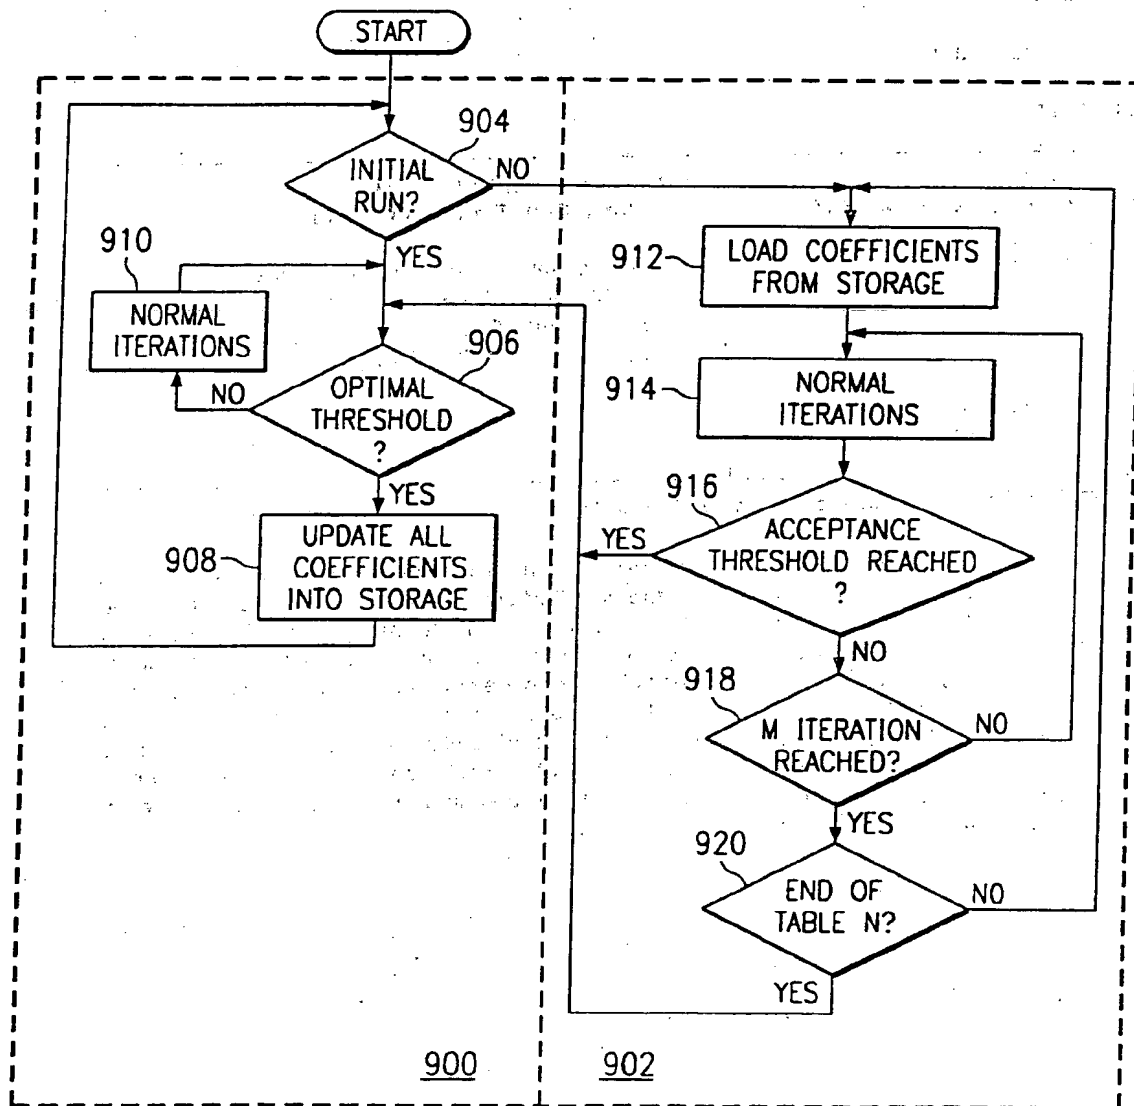 START
904
INITIAL
RUN?
NO
YES
910
NORMAL
ITERATIONS
906
OPTIMAL
THRESHOLD
?
NO
YES
908
UPDATE ALL
COEFFICIENTS
INTO STORAGE
900
912
LOAD COEFFICIENTS
FROM STORAGE
914
NORMAL
ITERATIONS
916
ACCEPTANCE
THRESHOLD REACHED
?
YES
NO
918
M ITERATION
REACHED?
NO
YES
920
END OF
TABLE N?
NO
YES
902